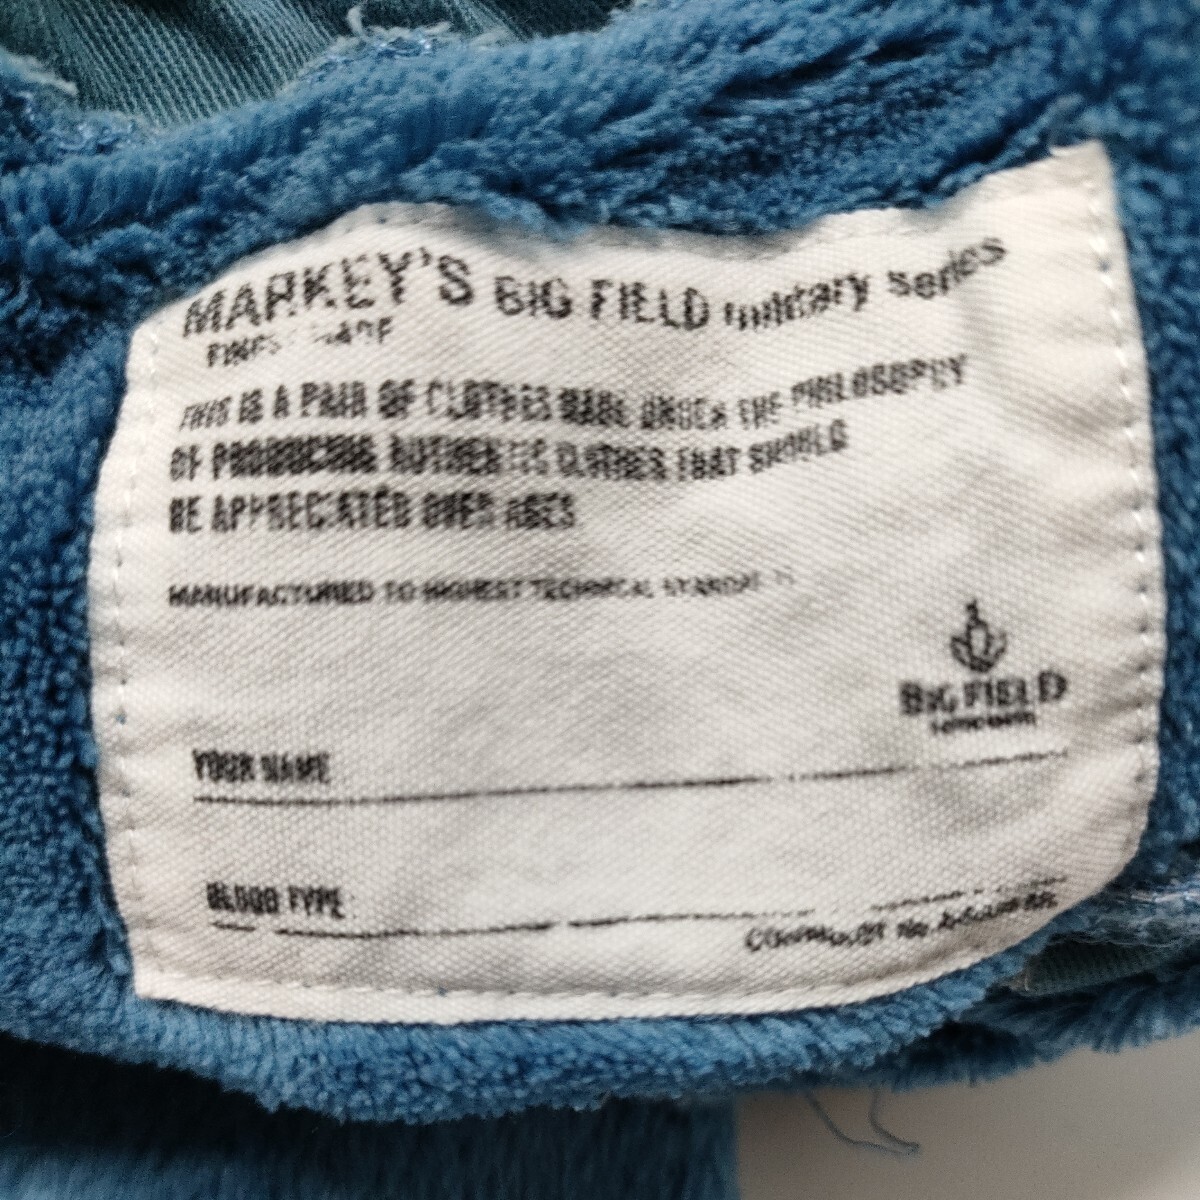 MARKEY'S BIG FIELD military series
THIS IS A PAIR OF CLOTHES MADE UNDER THE PHILOSOPHY
OF PRODUCING AUTHENTIC CLOTHES THAT SHOULD
BE APPRECIATED OVER AGES
MANUFACTURED TO HIGHEST TECHNICAL
BIG FIELD
YOUR NAME
BLOOD TYPE